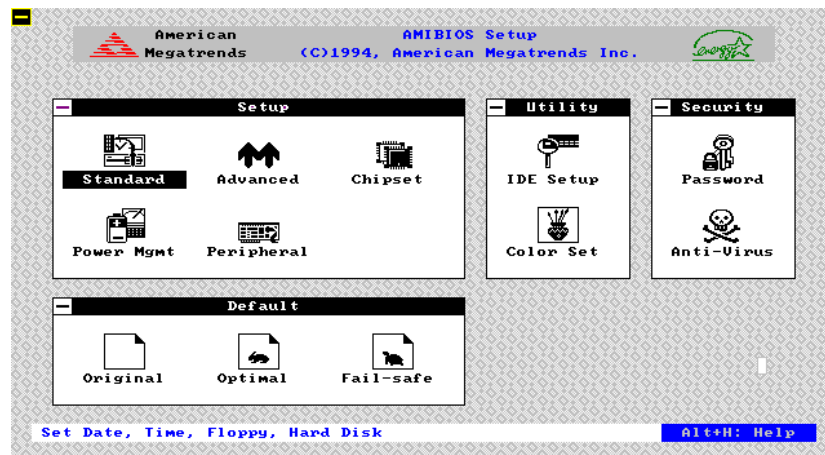 American Megatrends
AMIBIOS Setup
(C)1994, American Megatrends Inc.
energy
Setup
Standard
Advanced
Chipset
Power Mgmt
Peripheral
Utility
IDE Setup
Color Set
Security
Password
Anti-Virus
Default
Original
Optimal
Fail-safe
Set Date, Time, Floppy, Hard Disk
Alt+H: Help